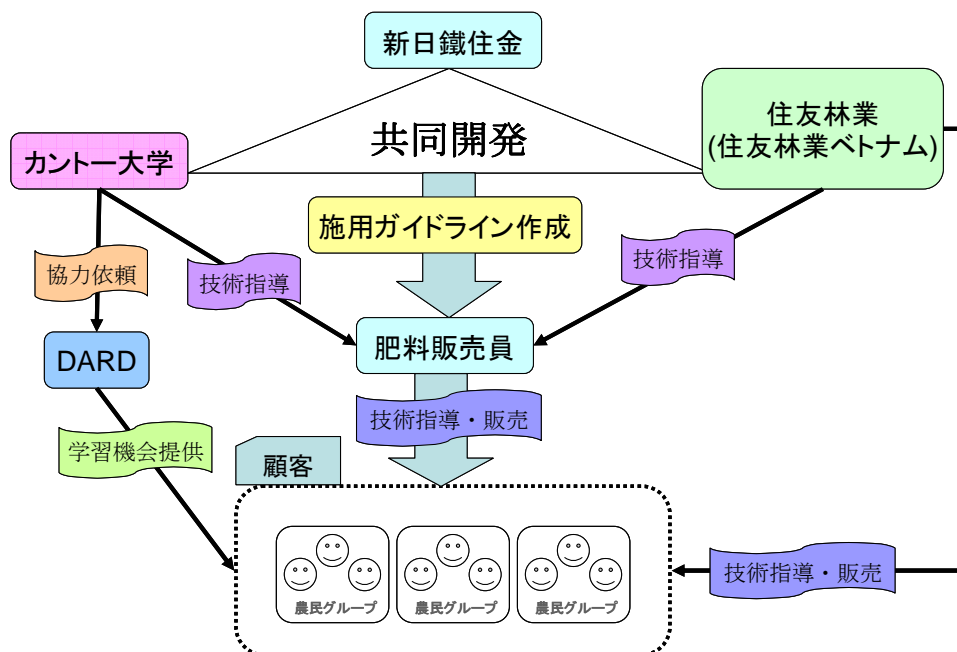 新日鐵住金
共同開発
カントー大学
住友林業
(住友林業ベトナム)
施用ガイドライン作成
協力依頼
技術指導
技術指導
DARD
肥料販売員
技術指導・販売
学習機会提供
顧客
農民グループ
農民グループ
農民グループ
技術指導・販売